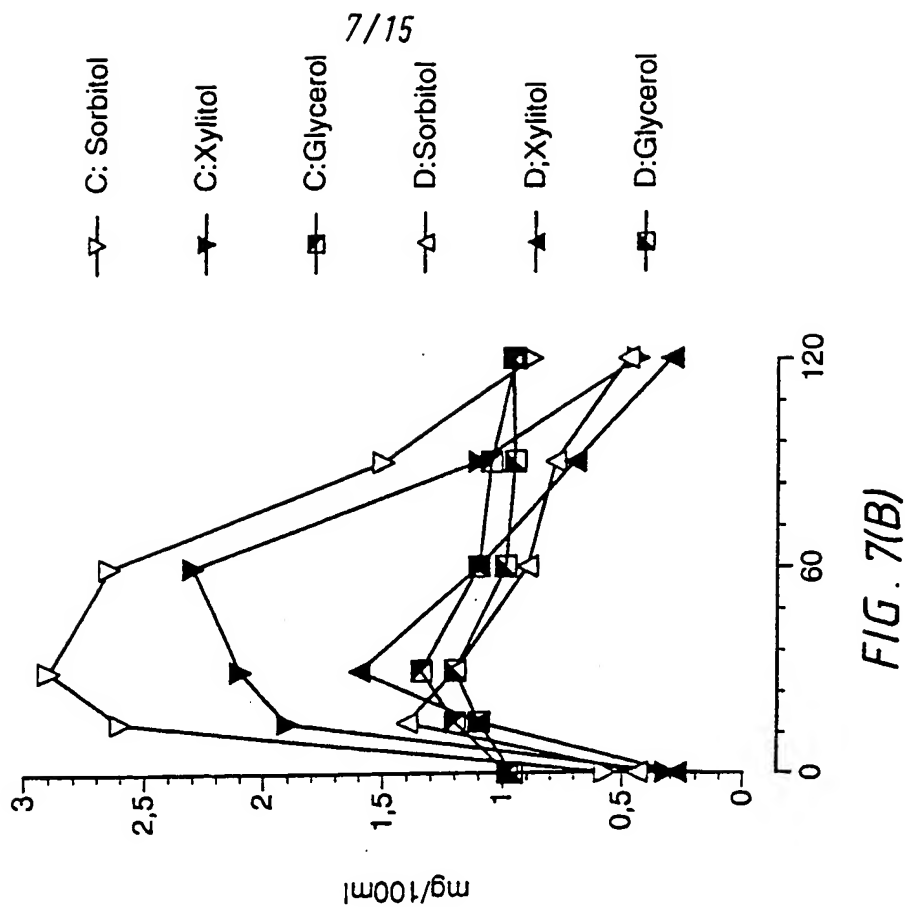 7/15
C: Sorbitol
C:Xylitol
C:Glycerol
D:Sorbitol
D;Xylitol
D:Glycerol
mg/100ml
3
2,5
2
1,5
1
0,5
0
0
60
120
FIG. 7(B)